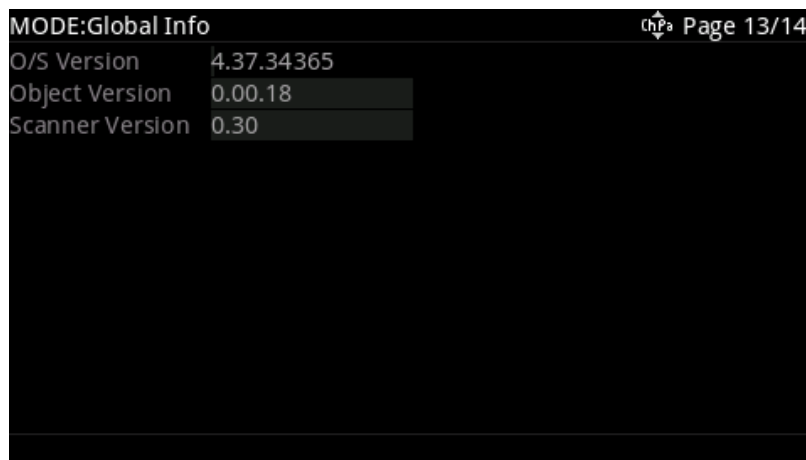 MODE:Global Info ChPa Page 13/14
O/S Version 4.37.34365
Object Version 0.00.18
Scanner Version 0.30